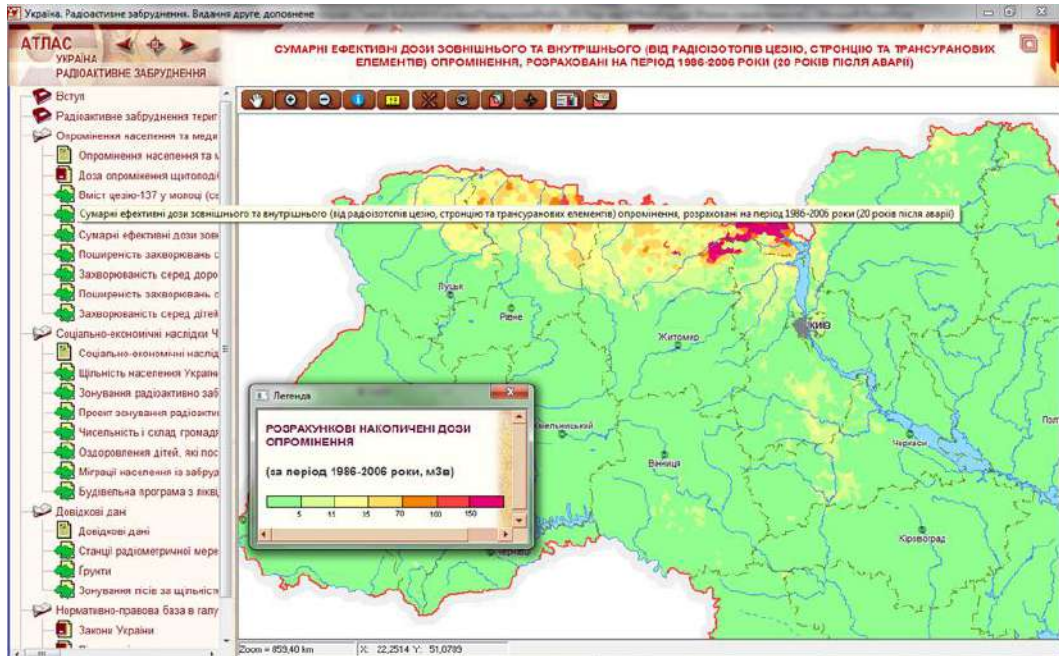 Україна. Радіоактивне забруднення. Видання друге, доповнене
АТЛАС
УКРАЇНА
РАДІОАКТИВНЕ ЗАБРУДНЕННЯ
СУМАРНІ ЕФЕКТИВНІ ДОЗИ ЗОВНІШНЬОГО ТА ВНУТРІШНЬОГО (ВІД РАДІОІЗОТОПІВ ЦЕЗІЮ, СТРОНЦІЮ ТА ТРАНСУРАНОВИХ
ЕЛЕМЕНТІВ) ОПРОМІНЕННЯ, РОЗРАХОВАНІ НА ПЕРІОД 1986-2006 РОКИ (20 РОКІВ ПІСЛЯ АВАРІЇ)
Вступ
Радіоактивне забруднення терит
Опромінення населення та меди
Опромінення населення та м
Доза опромінення щитоподі
Вміст цезію-137 у молоці (се
Сумарні ефективні дози зовнішнього та внутрішнього (від радіоізотопів цезію, стронцію та трансуранових елементів) опромінення, розраховані на період 1986-2006 роки (20 років після аварії)
Сумарні ефективні дози зовн
Поширеність захворювань с
Захворюваність серед доро
Поширеність захворювань с
Захворюваність серед дітей
Соціально-економічні наслідки Ч
Соціально-економічні наслід
Щільність населення Україн
Зонування радіоактивно заб
Проект зонування радіоакти
Чисельність і склад громадя
Оздоровлення дітей, які пос
Міграції населення із забруд
Будівельна програма з лікві
Довідкові дані
Довідкові дані
Станції радіометричної мере
Ґрунти
Зонування лісів за щільніст
Нормативно-правова база в галу
Закони України
Луцьк
Рівне
Житомир
КИЇВ
Хмельницький
Вінниця
Черкаси
Пол
Кіровоград
Чернівці
Легенда
РОЗРАХУНКОВІ НАКОПИЧЕНІ ДОЗИ
ОПРОМІНЕННЯ
(за період 1986-2006 роки, мЗв)
5 70 100 150
Zoom = 859,40 km X: 22,2514 Y: 51,0789